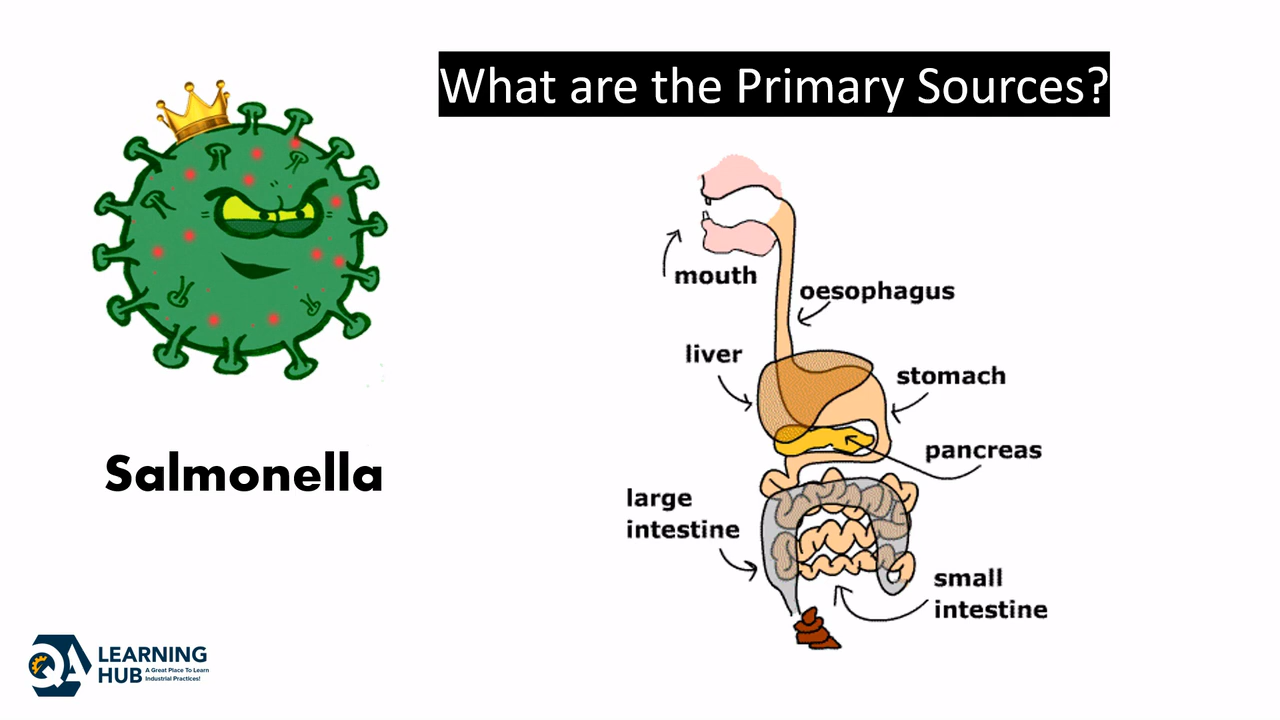 What are the Primary Sources?
mouth
oesophagus
liver
stomach
pancreas
large
intestine
small
intestine
Salmonella
QA LEARNING
HUB A Great Place To Learn
Industrial Practices!